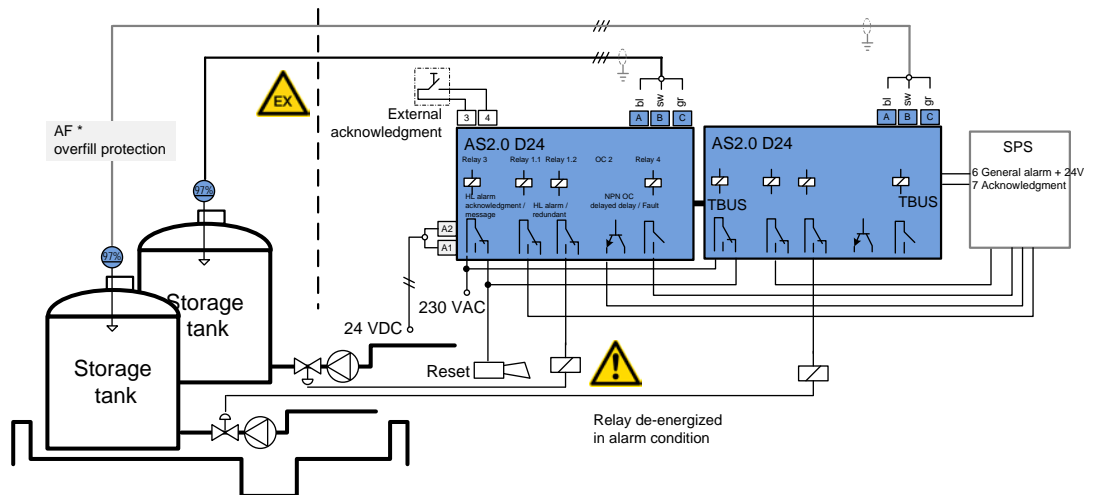 AF *
overfill protection
EX
97%
97%
Storage
tank
Storage
tank
External
acknowledgment
3
4
bl
sw
gr
A
B
C
bl
sw
gr
A
B
C
AS2.0 D24
Relay 3
Relay 1.1
Relay 1.2
OC 2
Relay 4
HL alarm
acknowledgment /
message
HL alarm /
redundant
NPN OC
delayed delay / Fault
AS2.0 D24
TBUS
TBUS
SPS
6 General alarm + 24V
7 Acknowledgment
A2
A1
230 VAC
24 VDC
Reset
!
Relay de-energized
in alarm condition